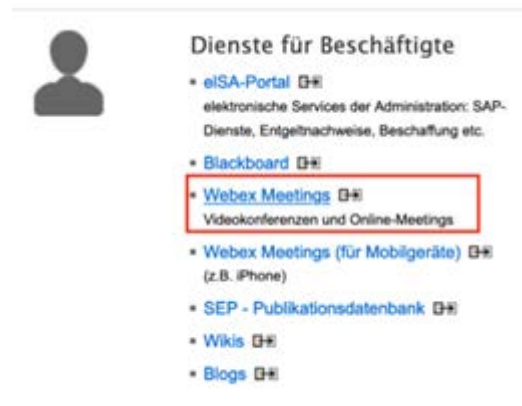 Dienste für Beschäftigte
elSA-Portal
elektronische Services der Administration: SAP-
Dienste, Entgeltnachweise, Beschaffung etc.
Blackboard
Webex Meetings
Videokonferenzen und Online-Meetings
Webex Meetings (für Mobilgeräte)
(z.B. iPhone)
SEP - Publikationsdatenbank
Wikis
Blogs